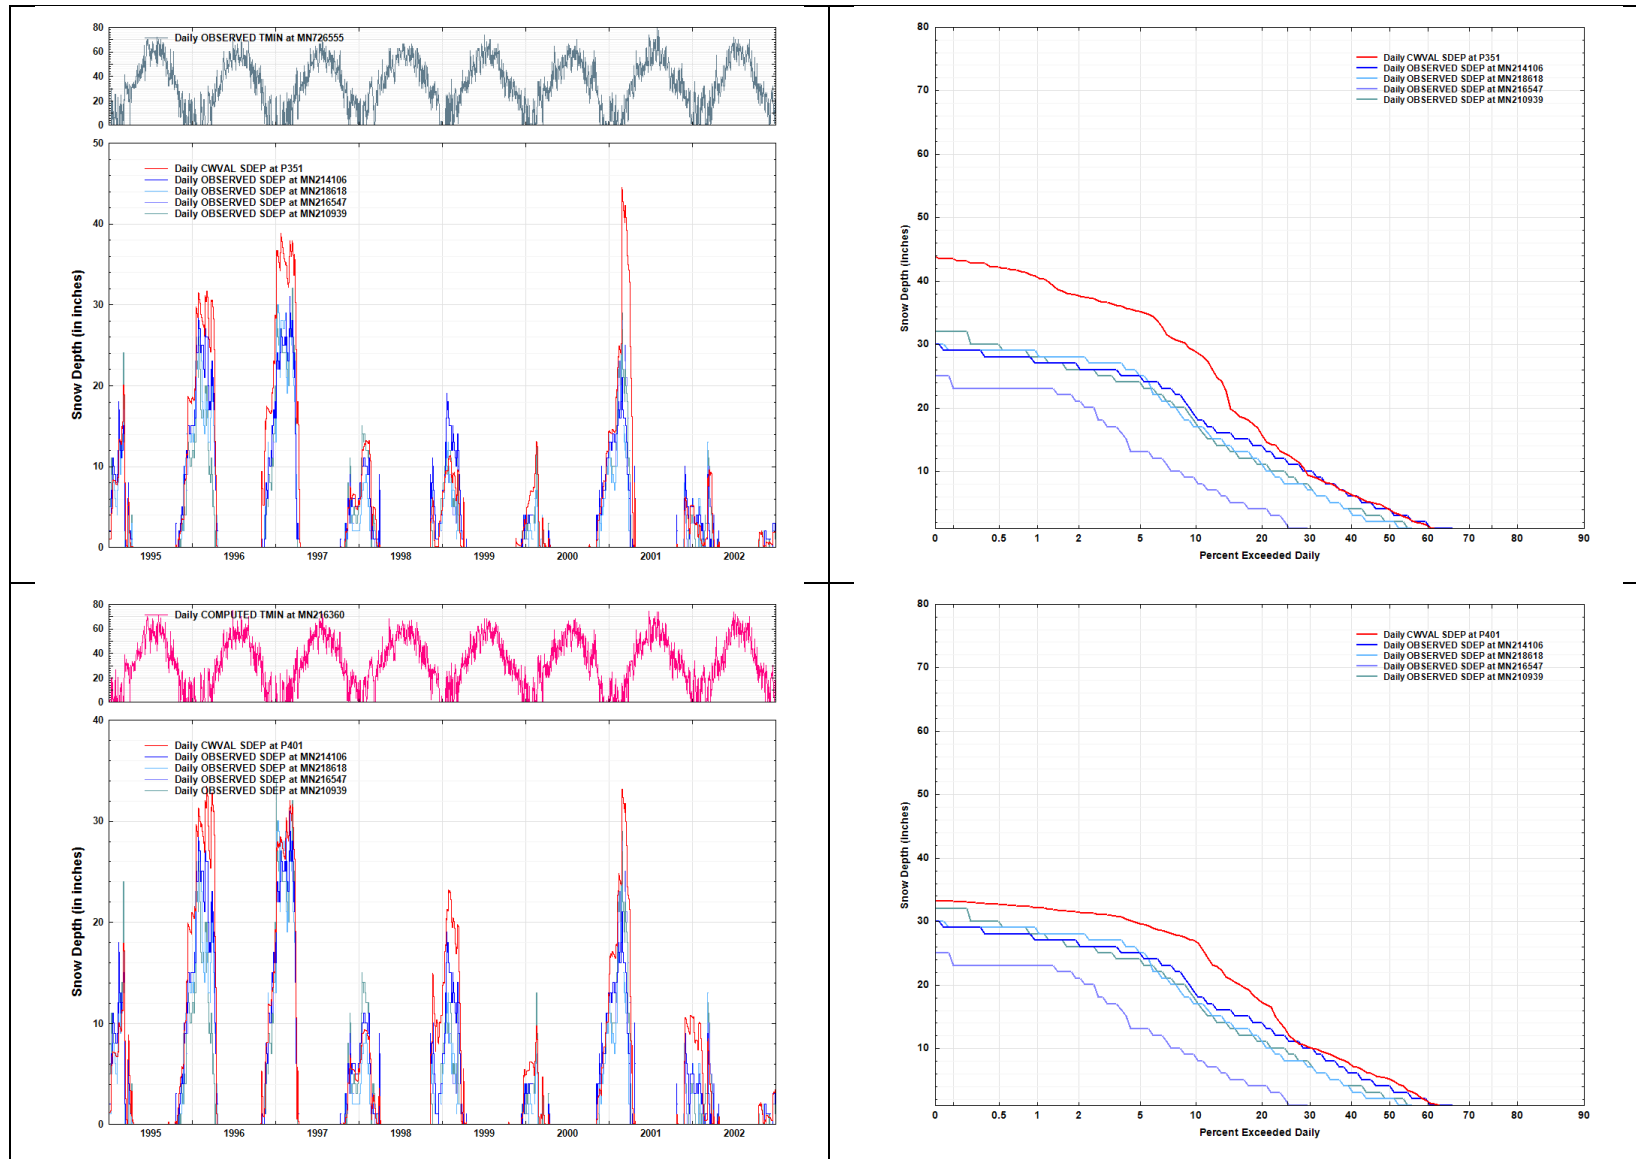 80
60
40
20
0
Daily OBSERVED TMIN at MN726555
50
40
30
20
10
0
Snow Depth (in inches)
Daily CWVAL SDEP at P351
Daily OBSERVED SDEP at MN214106
Daily OBSERVED SDEP at MN218618
Daily OBSERVED SDEP at MN216547
Daily OBSERVED SDEP at MN210939
1995 1996 1997 1998 1999 2000 2001 2002
80
70
60
50
40
30
20
10
Snow Depth (inches)
Daily CWVAL SDEP at P351
Daily OBSERVED SDEP at MN214106
Daily OBSERVED SDEP at MN218618
Daily OBSERVED SDEP at MN216547
Daily OBSERVED SDEP at MN210939
0 0.5 1 2 5 10 20 30 40 50 60 70 80 90
Percent Exceeded Daily
80
60
40
20
0
Daily COMPUTED TMIN at MN216360
40
30
20
10
0
Snow Depth (in inches)
Daily CWVAL SDEP at P401
Daily OBSERVED SDEP at MN214106
Daily OBSERVED SDEP at MN218618
Daily OBSERVED SDEP at MN216547
Daily OBSERVED SDEP at MN210939
1995 1996 1997 1998 1999 2000 2001 2002
80
70
60
50
40
30
20
10
Snow Depth (inches)
Daily CWVAL SDEP at P401
Daily OBSERVED SDEP at MN214106
Daily OBSERVED SDEP at MN218618
Daily OBSERVED SDEP at MN216547
Daily OBSERVED SDEP at MN210939
0 0.5 1 2 5 10 20 30 40 50 60 70 80 90
Percent Exceeded Daily